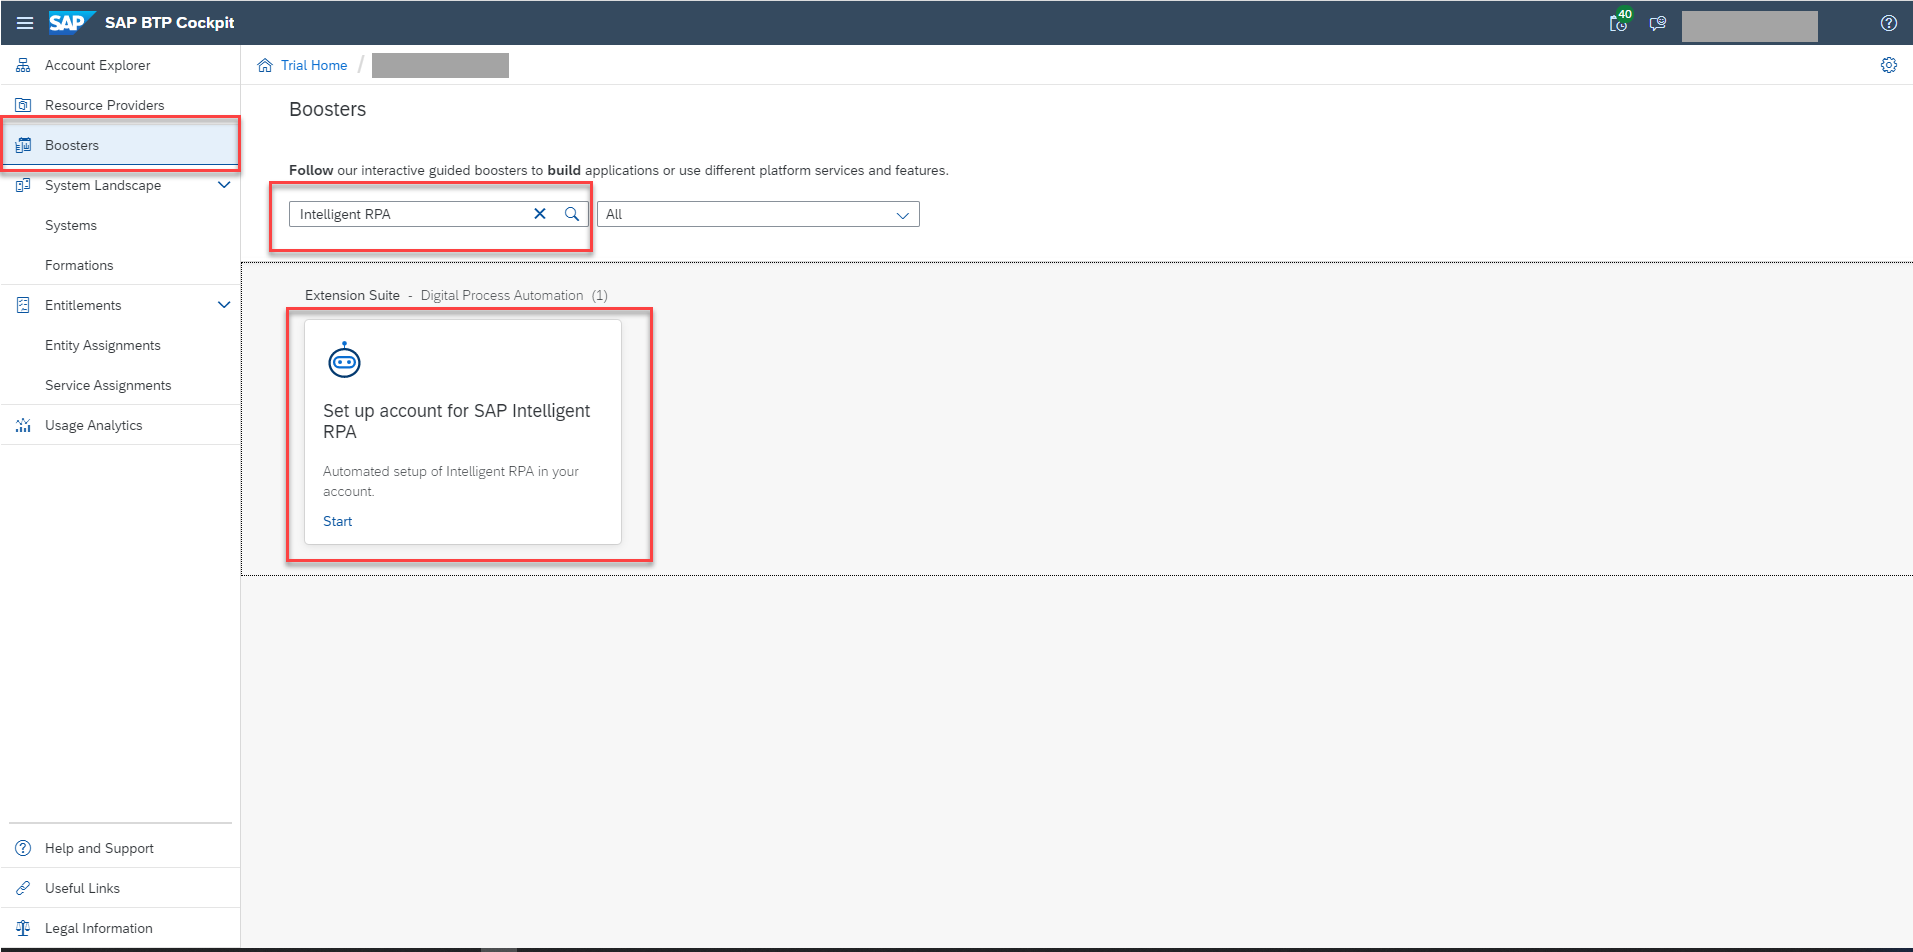 SAP SAP BTP Cockpit
40
Account Explorer
Resource Providers
Boosters
System Landscape
Systems
Formations
Entitlements
Entity Assignments
Service Assignments
Usage Analytics
Help and Support
Useful Links
Legal Information
Trial Home /
Boosters
Follow our interactive guided boosters to build applications or use different platform services and features.
Intelligent RPA
All
Extension Suite - Digital Process Automation (1)
Set up account for SAP Intelligent
RPA
Automated setup of Intelligent RPA in your
account.
Start